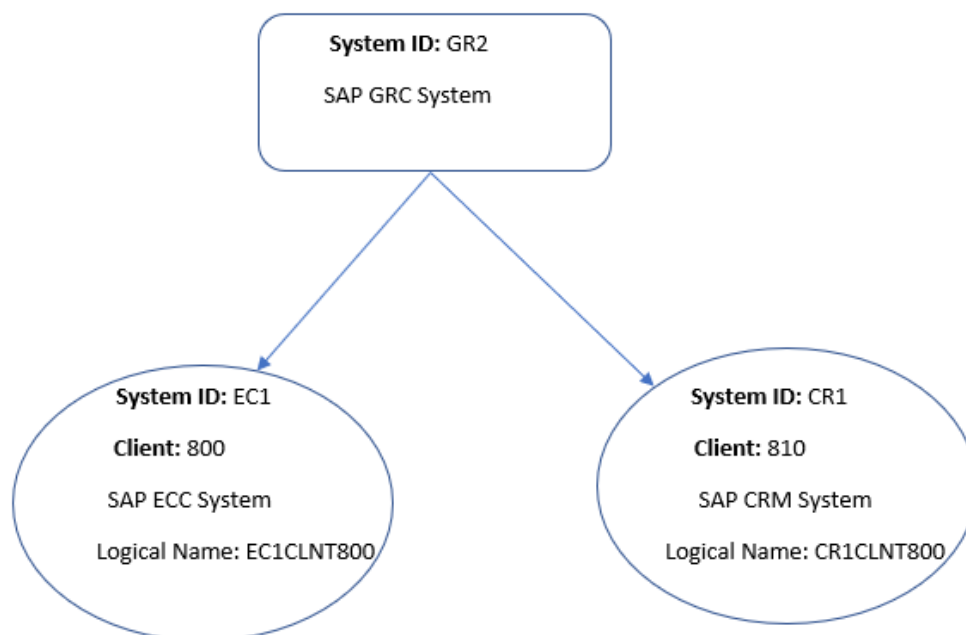 System ID: GR2
SAP GRC System
System ID: EC1
Client: 800
SAP ECC System
Logical Name: EC1CLNT800
System ID: CR1
Client: 810
SAP CRM System
Logical Name: CR1CLNT800